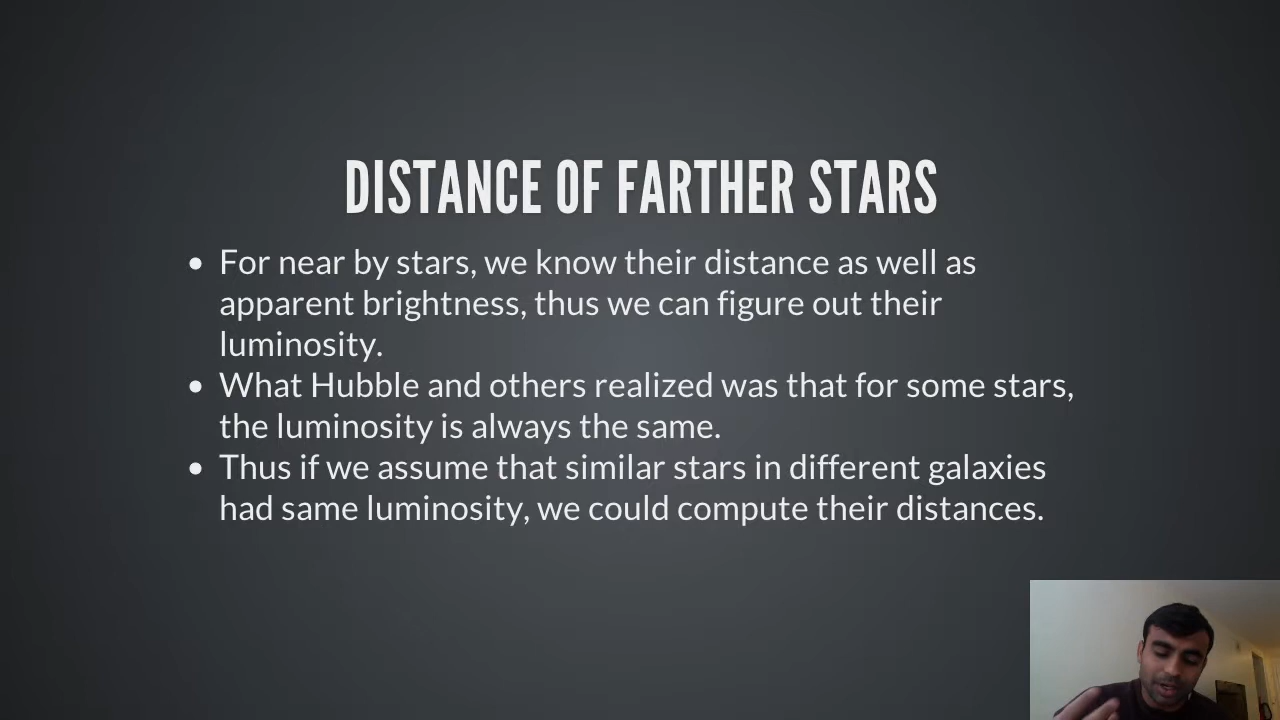 DISTANCE OF FARTHER STARS
• For near by stars, we know their distance as well as
apparent brightness, thus we can figure out their
luminosity.
• What Hubble and others realized was that for some stars,
the luminosity is always the same.
• Thus if we assume that similar stars in different galaxies
had same luminosity, we could compute their distances.